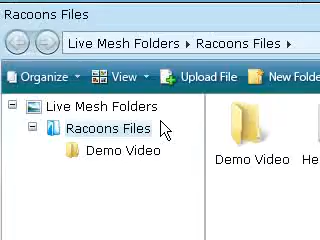 Racoons Files
Live Mesh Folders Racoons Files
Organize View Upload File New Folde
Live Mesh Folders
Racoons Files
Demo Video
Demo Video He